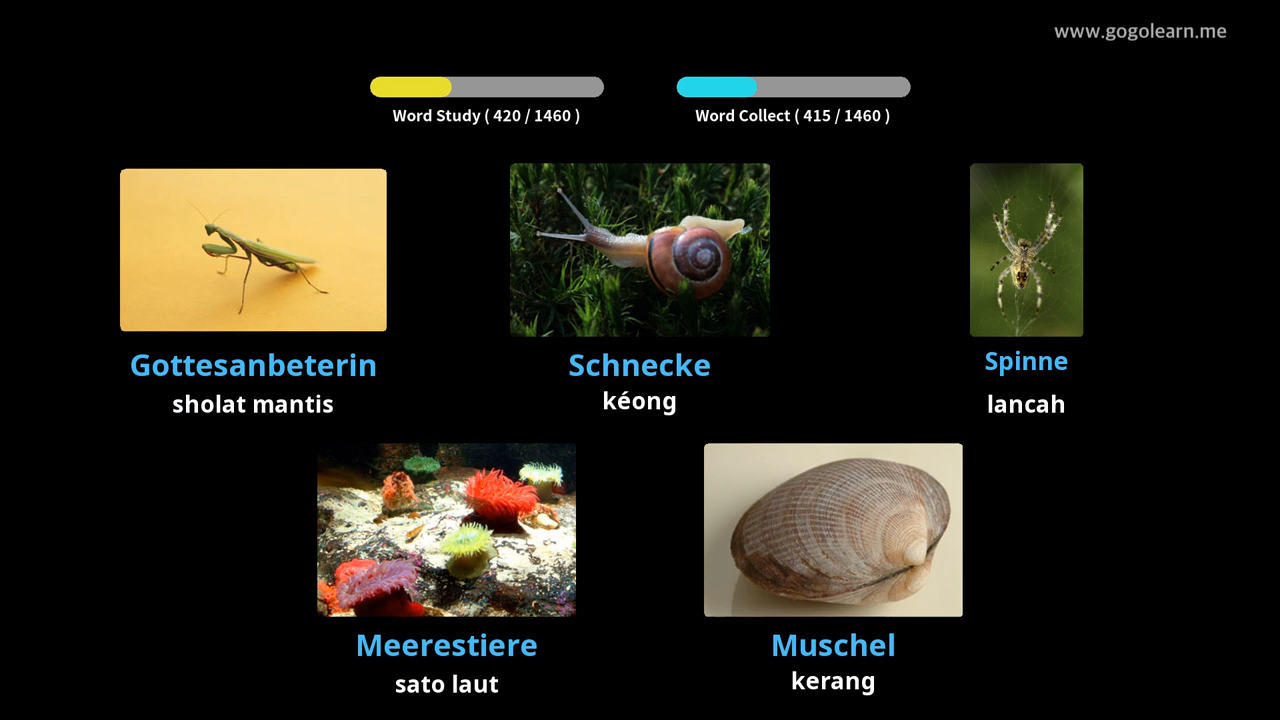 www.gogolearn.me
Word Study ( 420 / 1460 )
Word Collect ( 415 / 1460 )
Gottesanbeterin
sholat mantis
Schnecke
kéong
Spinne
lancah
Meerestiere
sato laut
Muschel
kerang